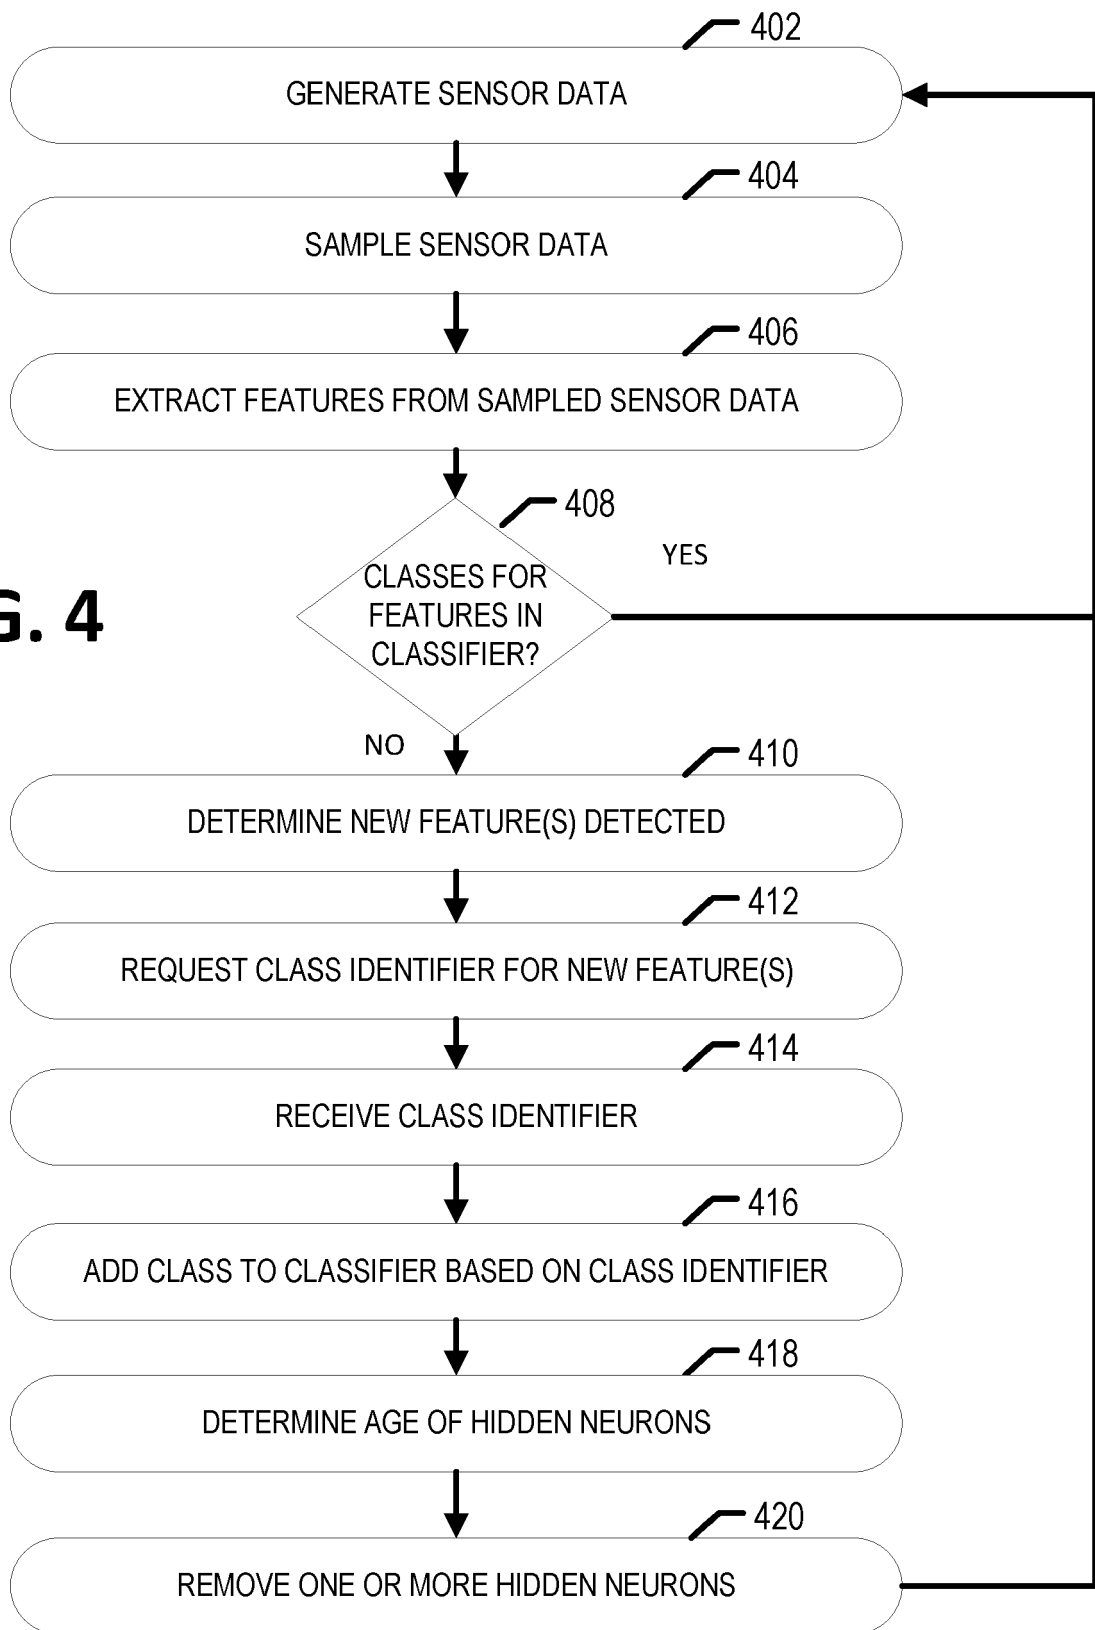 402
GENERATE SENSOR DATA
404
SAMPLE SENSOR DATA
406
EXTRACT FEATURES FROM SAMPLED SENSOR DATA
408
YES
CLASSES FOR
FEATURES IN
CLASSIFIER?
G. 4
NO
410
DETERMINE NEW FEATURE(S) DETECTED
412
REQUEST CLASS IDENTIFIER FOR NEW FEATURE(S)
414
RECEIVE CLASS IDENTIFIER
416
ADD CLASS TO CLASSIFIER BASED ON CLASS IDENTIFIER
418
DETERMINE AGE OF HIDDEN NEURONS
420
REMOVE ONE OR MORE HIDDEN NEURONS